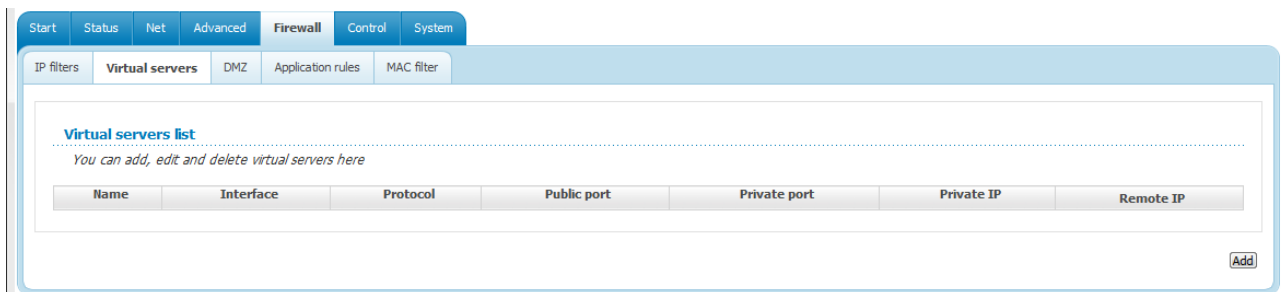 Start Status Net Advanced Firewall Control System
IP filters Virtual servers DMZ Application rules MAC filter
Virtual servers list
You can add, edit and delete virtual servers here
Name Interface Protocol Public port Private port Private IP Remote IP
Add